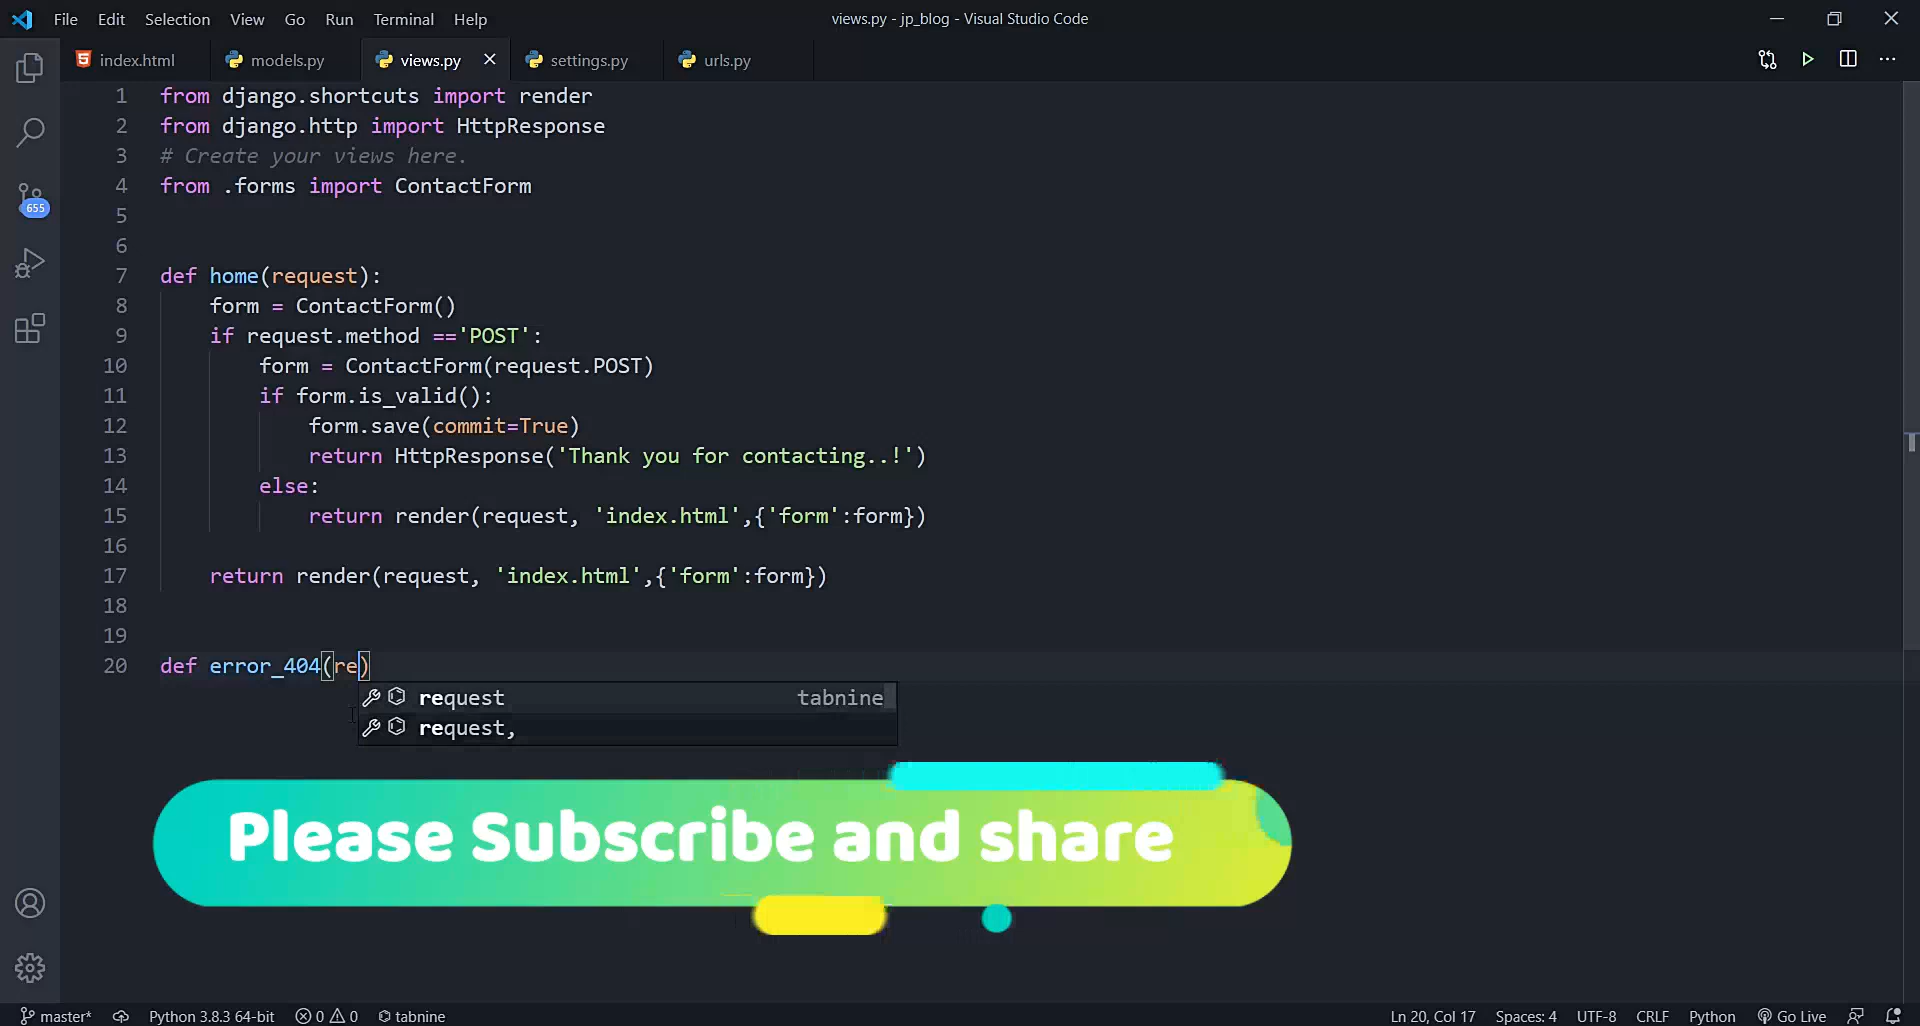 File Edit Selection View Go Run Terminal Help
views.py - jp_blog - Visual Studio Code
index.html models.py views.py settings.py urls.py
1 from django.shortcuts import render
2 from django.http import HttpResponse
3 # Create your views here.
4 from .forms import ContactForm
5
6
7 def home(request):
8 form = ContactForm()
9 if request.method =='POST':
10 form = ContactForm(request.POST)
11 if form.is_valid():
12 form.save(commit=True)
13 return HttpResponse('Thank you for contacting..!')
14 else:
15 return render(request, 'index.html',{'form':form})
16
17 return render(request, 'index.html',{'form':form})
18
19
20 def error_404(re)
request tabnine
request,
655
Please Subscribe and share
master* Python 3.8.3 64-bit 0 0 tabnine Ln 20, Col 17 Spaces: 4 UTF-8 CRLF Python Go Live